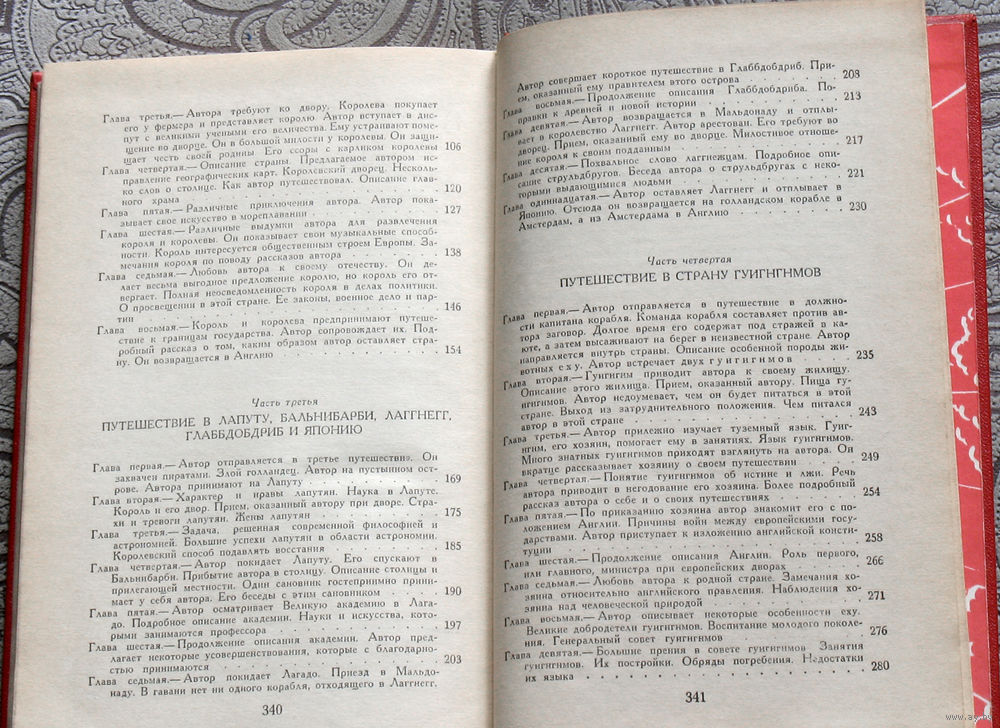 Глава третья.— Автора требуют ко двору. Королева покупает
его у фермера и представляет королю. Автор вступает в дис-
пут с великими учеными его величества. Ему устраивают поме-
щение во дворце. Он в большой милости у королевы. Он защи-
щает честь своей родины. Его ссоры с карликом королевы 106
Глава четвертая.— Описание страны. Предлагаемое автором ис-
правление географических карт. Королевский дворец. Несколь-
ко слов о столице. Как автор путешествовал. Описание глав-
ного храма . . . . . . . . . . . . . . . 120
Глава пятая.— Различные приключения автора. Автор пока-
зывает свое искусство в мореплавании . . . . . . . 127
Глава шестая.— Различные выдумки автора для развлечения
короля и королевы. Он показывает свои музыкальные способ-
ности. Король интересуется общественным строем Европы. За-
мечания короля по поводу рассказов автора . . . . . 138
Глава седьмая.— Любовь автора к своему отечеству. Он де-
лает весьма выгодное предложение королю, но король его от-
вергает. Полная неосведомленность короля в делах политики.
О просвещении в этой стране. Ее законы, военное дело и пар-
тии . . . . . . . . . . . . . . . . . 146
Глава восьмая.— Король и королева предпринимают путеше-
ствие к границам государства. Автор сопровождает их. Под-
робный рассказ о том, каким образом автор оставляет стра-
ну. Он возвращается в Англию . . . . . . . . . 154
Часть третья
ПУТЕШЕСТВИЕ В ЛАПУТУ, БАЛЬНИБАРБИ, ЛАГГНЕГГ,
ГЛАББДОБДРИБ И ЯПОНИЮ
Глава первая.— Автор отправляется в третье путешествие. Он
захвачен пиратами. Злой голландец. Автор на пустынном ост-
рове. Автора принимают на Лапуту . . . . . . . . 169
Глава вторая.— Характер и нравы лапутян. Наука в Лапуте.
Король и его двор. Прием, оказанный автору при дворе. Стра-
хи и тревоги лапутян. Жены лапутян . . . . . . . 175
Глава третья.— Задача, решенная современной философией и
астрономией. Большие успехи лапутян в области астрономии.
Королевский способ подавлять восстания . . . . . . 185
Глава четвертая.— Автор покидает Лапуту. Его спускают в
Бальнибарби. Прибытие автора в столицу. Описание столицы и
прилегающей местности. Один сановник гостеприимно прини-
мает у себя автора. Его беседы с этим сановником . . . . 190
Глава пятая.— Автор осматривает Великую академию в Лага-
до. Подробное описание академии. Науки и искусства, кото-
рыми занимаются профессора . . . . . . . . . . 197
Глава шестая.— Продолжение описания академии. Автор пред-
лагает некоторые усовершенствования, которые с благодарно-
стью принимаются . . . . . . . . . . . . . 203
Глава седьмая.— Автор покидает Лагадо. Приезд в Мальдо-
наду. В гавани нет ни одного корабля, отходящего в Лаггнегг.
340
Автор совершает короткое путешествие в Глаббдобдриб. При-
ем, оказанный ему правителем этого острова . . . . . 208
Глава восьмая.— Продолжение описания Глаббдобдриба. По-
правки к древней и новой истории . . . . . . . . 213
Глава девятая.— Автор возвращается в Мальдонаду и отплы-
вает в королевство Лаггнегг. Автор арестован. Его требуют во
дворец. Прием, оказанный ему во дворце. Милостивое отноше-
ние короля к своим подданным . . . . . . . . . 217
Глава десятая.— Похвальное слово лаггнежцам. Подробное опи-
сание струльдбругов. Беседа автора о струльдбругах с неко-
торыми выдающимися людьми . . . . . . . . . 221
Глава одиннадцатая.— Автор оставляет Лаггнегг и отплывает в
Японию. Отсюда он возвращается на голландском корабле в
Амстердам, а из Амстердама в Англию . . . . . . . 230
Часть четвертая
ПУТЕШЕСТВИЕ В СТРАНУ ГУИГНГНМОВ
Глава первая.— Автор отправляется в путешествие в должно-
сти капитана корабля. Команда корабля составляет против ав-
тора заговор. Долгое время его содержат под стражей в ка-
юте, а затем высаживают на берег в неизвестной стране. Автор
направляется внутрь страны. Описание особенной породы жи-
вотных еху. Автор встречает двух гуигнгнмов . . . . 235
Глава вторая.— Гуигнгнм приводит автора к своему жилищу.
Описание этого жилища. Прием, оказанный автору. Пища гу-
игнгнмов. Автор недоумевает, чем он будет питаться в этой
стране. Выход из затруднительного положения. Чем питался
автор в этой стране . . . . . . . . . . . . 243
Глава третья.— Автор прилежно изучает туземный язык. Гуиг-
нгнм, его хозяин, помогает ему в занятиях. Язык гуигнгнмов.
Много знатных гуигнгнмов приходят взглянуть на автора. Он
вкратце рассказывает хозяину о своем путешествии . . . 249
Глава четвертая.— Понятие гуигнгнмов об истине и лжи. Речь
автора приводит в негодование его хозяина. Более подробный
рассказ автора о себе и о своих путешествиях . . . . . 254
Глава пятая.— По приказанию хозяина автор знакомит его с по-
ложением Англии. Причины войн между европейскими госу-
дарствами. Автор приступает к изложению английской консти-
туции . . . . . . . . . . . . . . . . 258
Глава шестая.— Продолжение описания Англии. Роль первого,
или главного, министра при европейских дворах . . . . 266
Глава седьмая.— Любовь автора к родной стране. Замечания хо-
зяина относительно английского правления. Наблюдения хо-
зяина над человеческой природой . . . . . . . . 271
Глава восьмая.— Автор описывает некоторые особенности еху.
Великие добродетели гуигнгнмов. Воспитание молодого поколе-
ния. Генеральный совет гуигнгнмов . . . . . . . 276
Глава девятая.— Большие прения в совете гуигнгнмов Занятия
гуигнгнмов. Их постройки. Обряды погребения. Недостатки
их языка . . . . . . . . . . . . . . . 280
341
www.ay.by